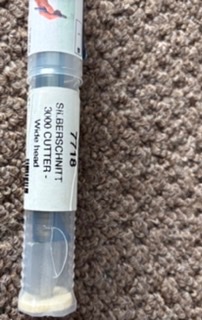 7718
SILBERSCHNITT
3000 CUTTER -
Wide head